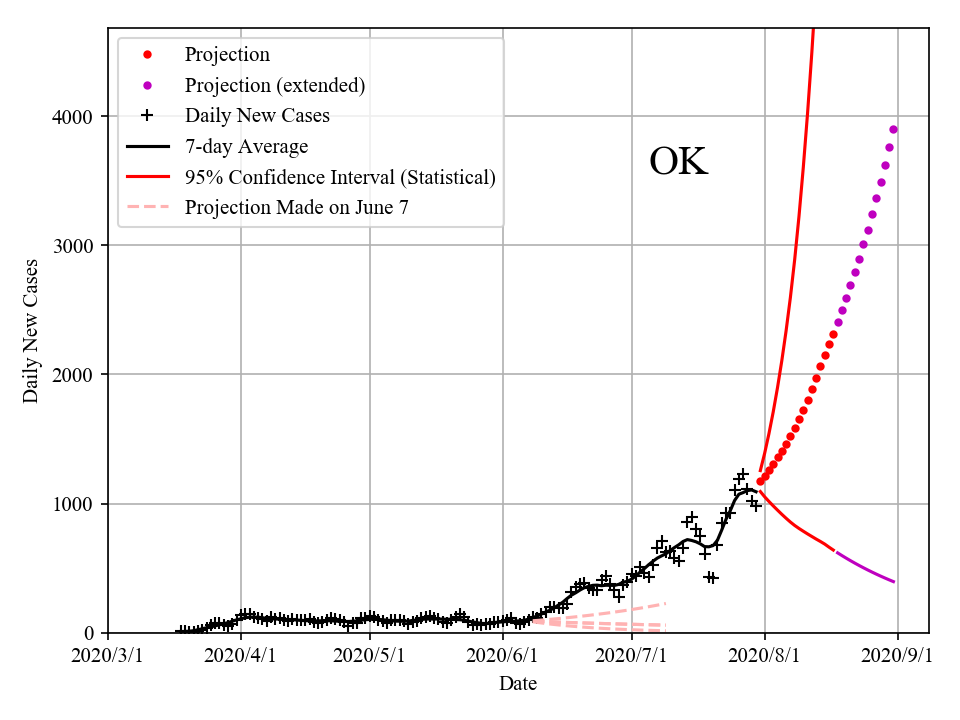 Projection
Projection (extended)
Daily New Cases
7-day Average
95% Confidence Interval (Statistical)
Projection Made on June 7
OK
4000
3000
2000
1000
0
Daily New Cases
2020/3/1 2020/4/1 2020/5/1 2020/6/1 2020/7/1 2020/8/1 2020/9/1
Date